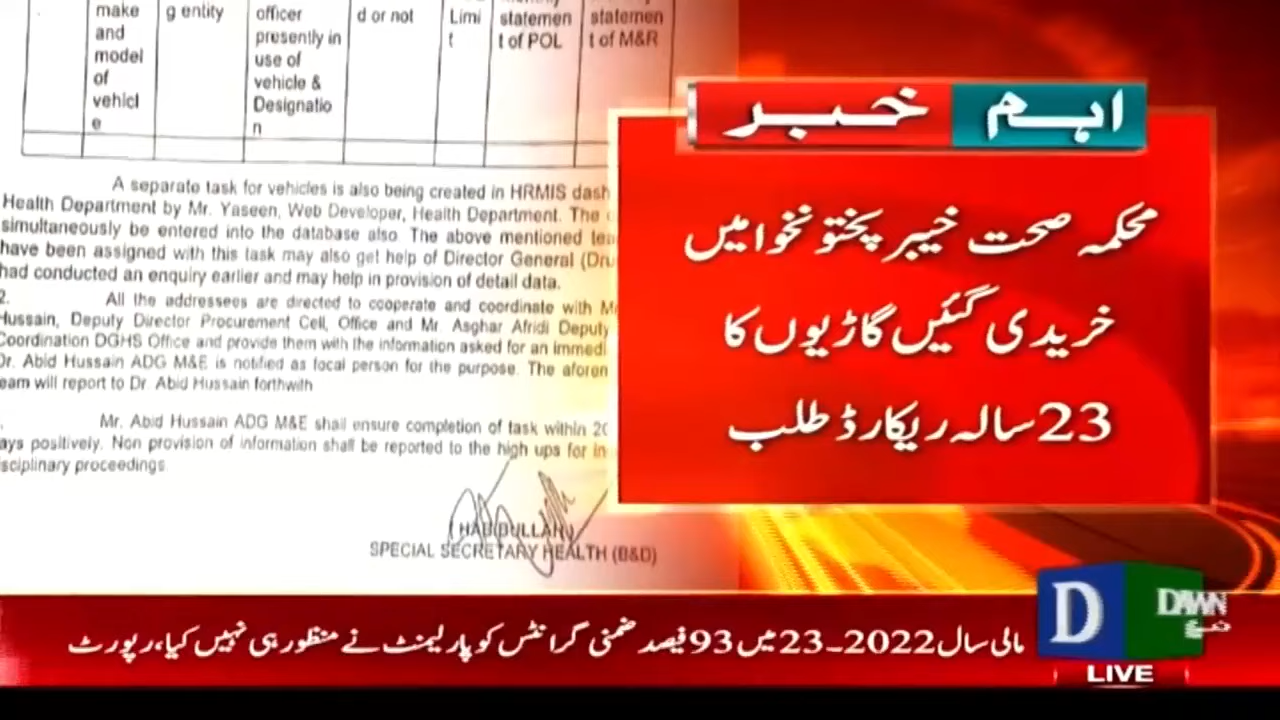 make
and
model
of
vehicl
e
g entity
officer
presently in
use of
vehicle &
Designatio
n
d or not
Limi
t
statemen
t of POL
statemen
t of M&R
A separate task for vehicles is also being created in HRMIS dash
Health Department by Mr. Yaseen, Web Developer, Health Department. The
simultaneously be entered into the database also. The above mentioned tea
have been assigned with this task may also get help of Director General (Dru
had conducted an enquiry earlier and may help in provision of detail data.
2. All the addressees are directed to cooperate and coordinate with M
Hussain, Deputy Director Procurement Cell, Office and Mr. Asghar Afridi Deputy
Coordination DGHS Office and provide them with the information asked for an immedi
Dr. Abid Hussain ADG M&E is notified as focal person for the purpose. The aforen
eam will report to Dr. Abid Hussain forthwith
Mr. Abid Hussain ADG M&E shall ensure completion of task within 20
ays positively. Non provision of information shall be reported to the high ups for in
sciplinary proceedings
(HABIBULLAH)
SPECIAL SECRETARY HEALTH (B&D)
اہم خبر
محکمہ صحت خیبر پختونخوا میں
خریدی گئیں گاڑیوں کا
23 سالہ ریکارڈ طلب
مالی سال 2022-23 میں 93 فیصد ضمنی گرانٹس کو پارلیمنٹ نے منظور ہی نہیں کیا، رپورٹ
D DAWN
LIVE